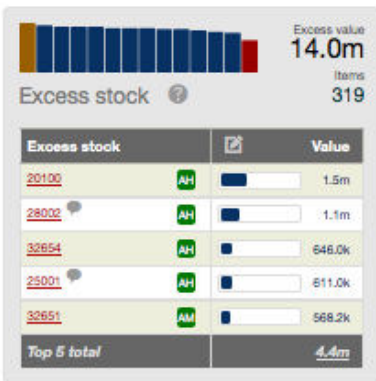 Excess value
14.0m
Items
Excess stock ? 319
Excess stock Value
20100 AH 1.5m
28002 AH 1.1m
32654 AH 646.0k
25001 AH 611.0k
32651 AM 568.2k
Top 5 total 4.4m